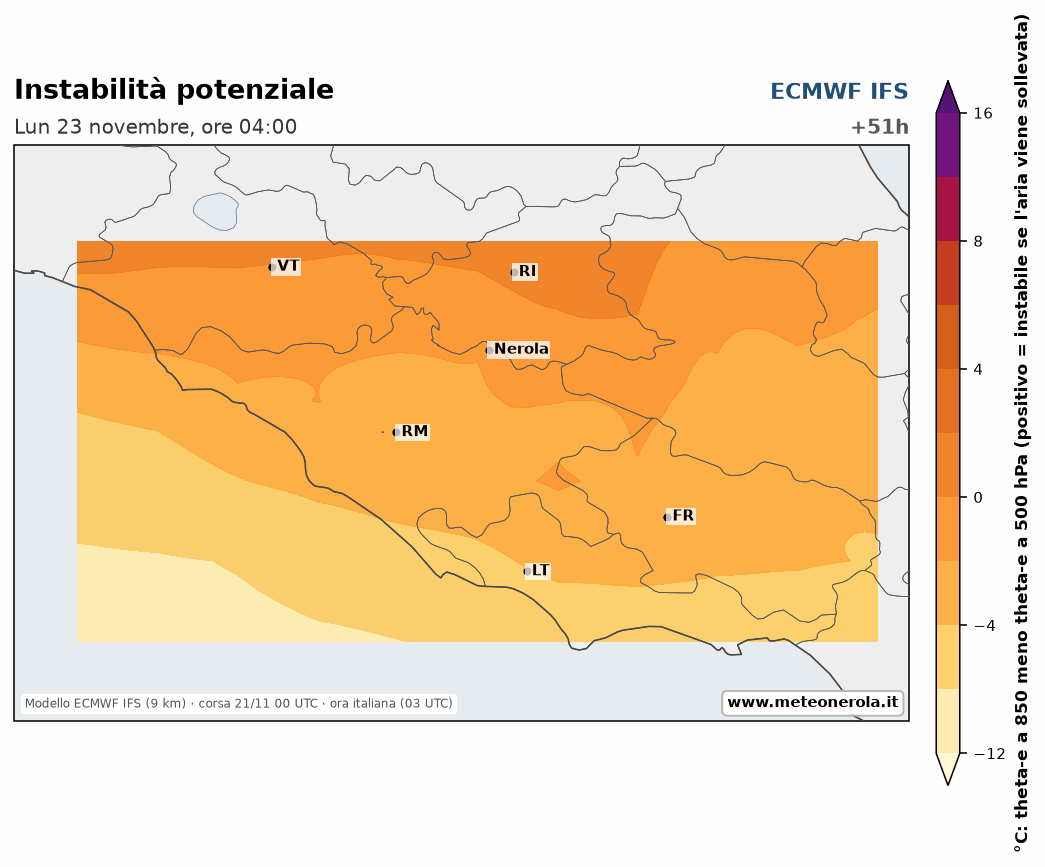 Instabilità potenziale
ECMWF IFS
Lun 23 novembre, ore 04:00
+51h
VT
RI
Nerola
RM
FR
LT
Modello ECMWF IFS (9 km) · corsa 21/11 00 UTC · ora italiana (03 UTC)
www.meteonerola.it
16
8
4
0
−4
−12
°C: theta-e a 850 meno theta-e a 500 hPa (positivo = instabile se l'aria viene sollevata)